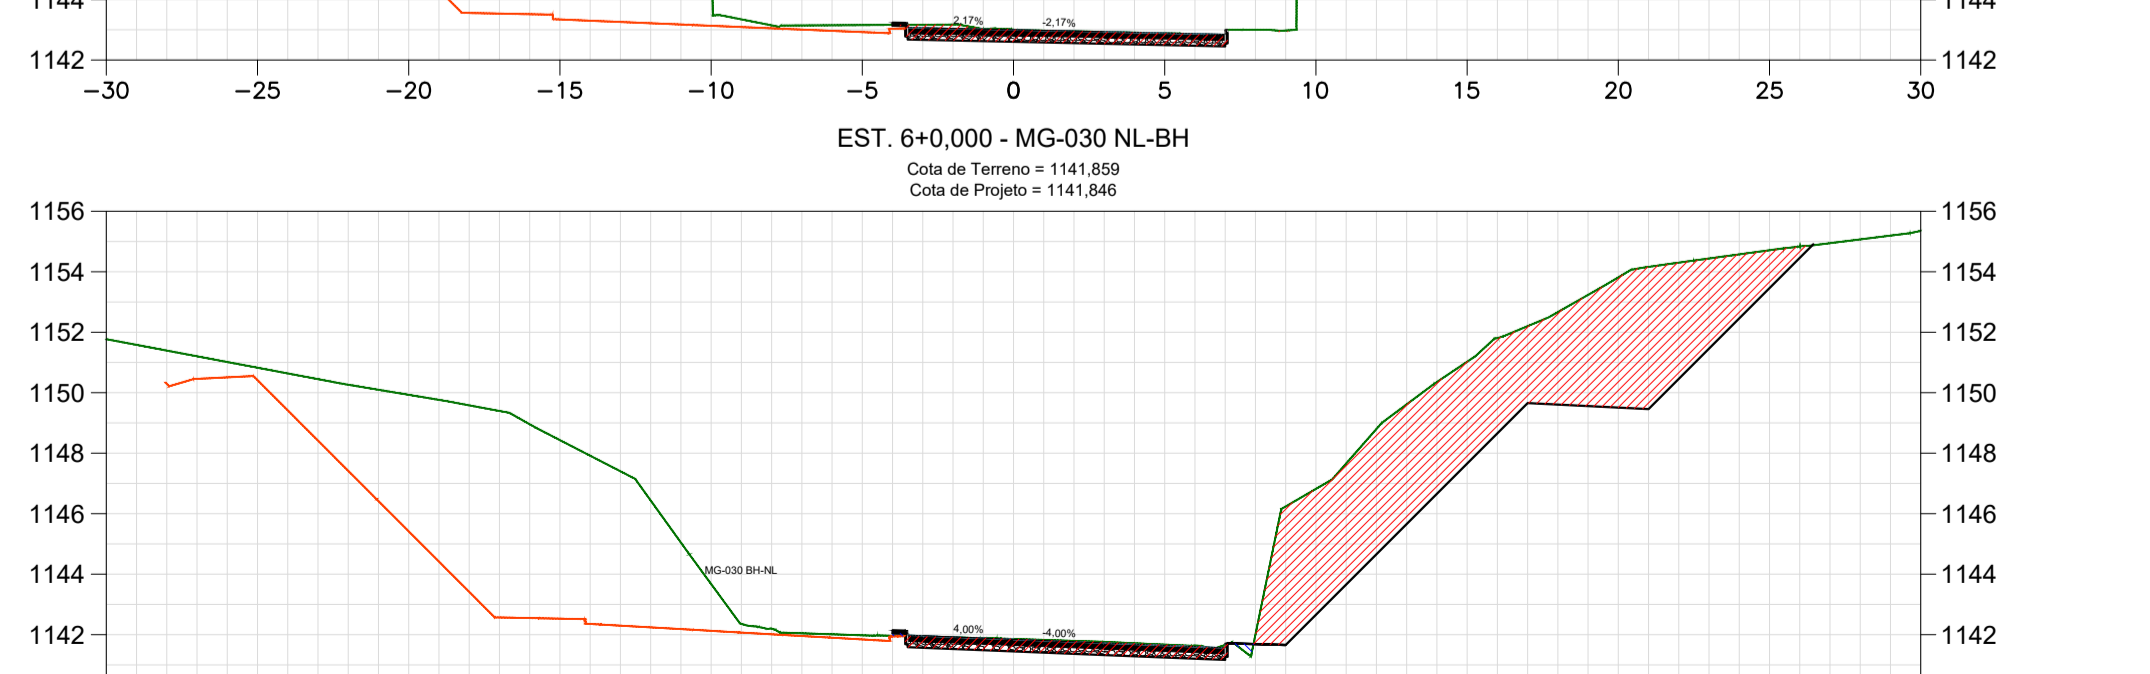 1144 1144
2,17% -2,17%
1142 1142
−30 −25 −20 −15 −10 −5 0 5 10 15 20 25 30
EST. 6+0,000 - MG-030 NL-BH
Cota de Terreno = 1141,859
Cota de Projeto = 1141,846
1156 1156
1154 1154
1152 1152
1150 1150
1148 1148
1146 1146
MG-030 BH-NL
1144 1144
4,00% -4,00%
1142 1142